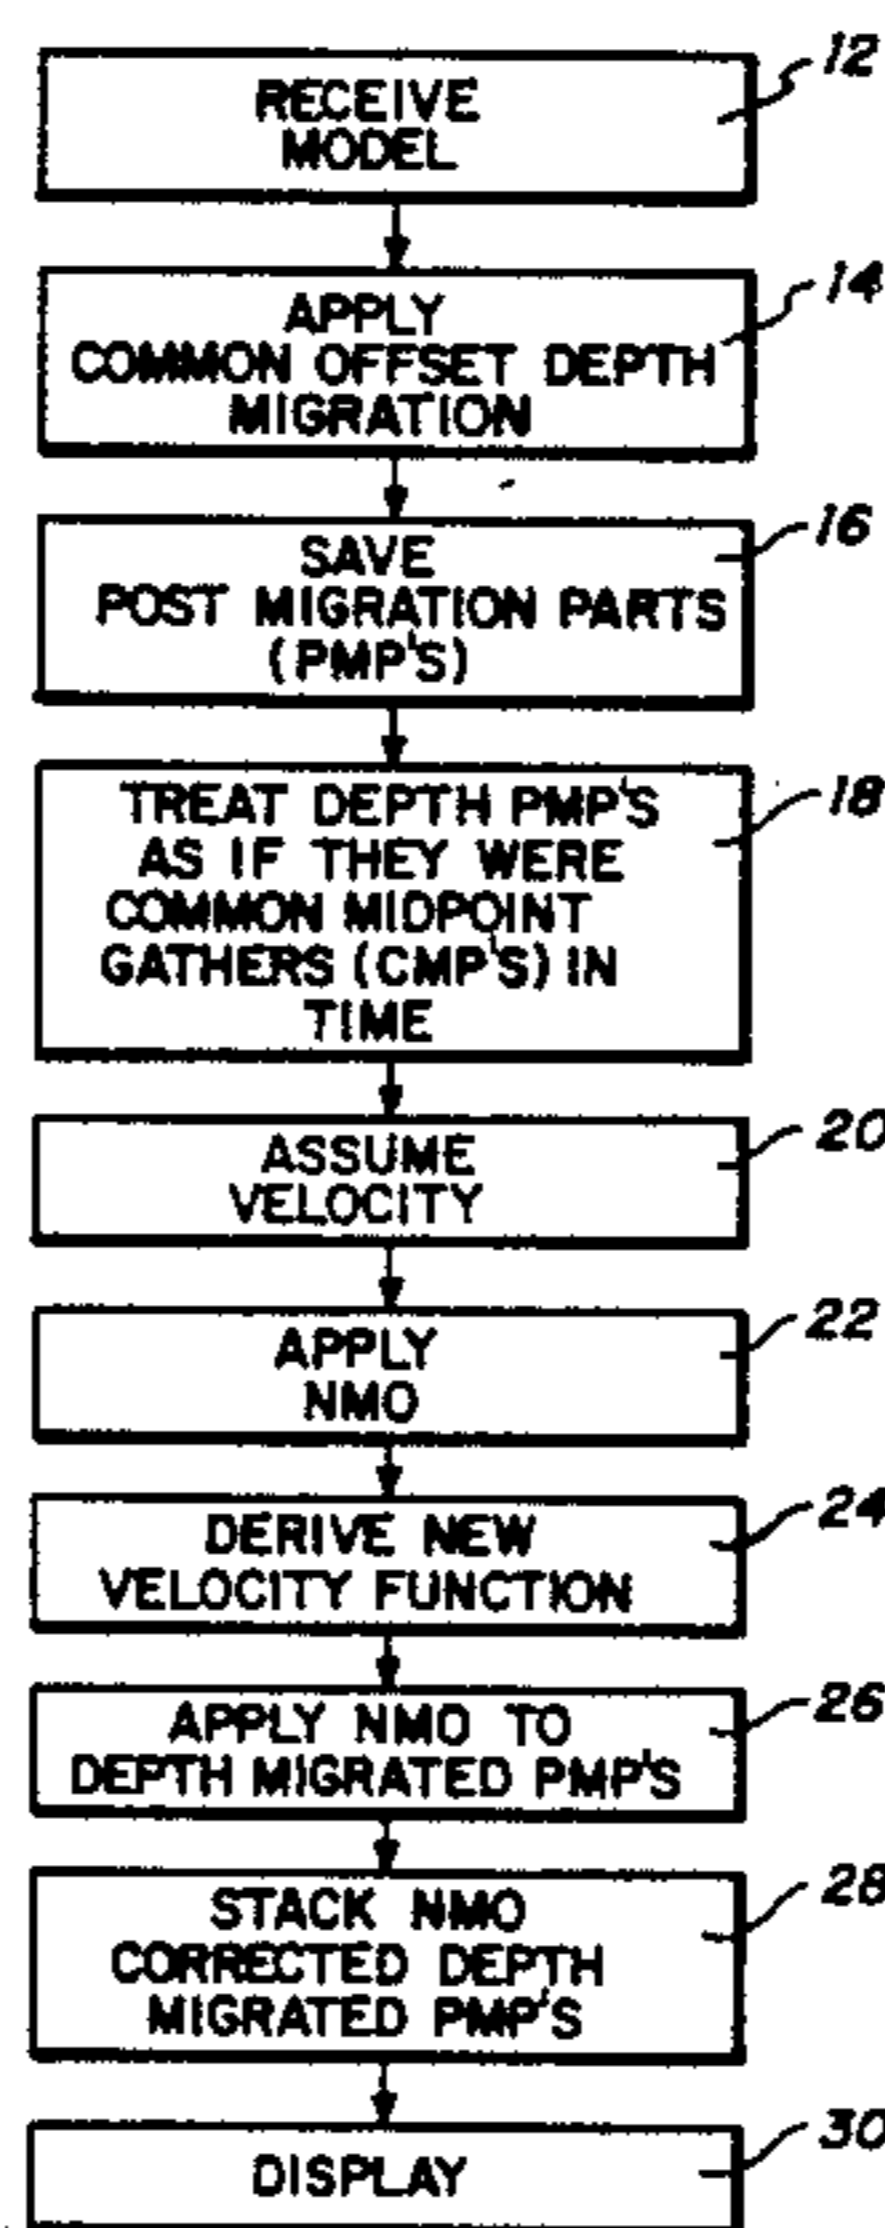 12
RECEIVE
MODEL
14
APPLY
COMMON OFFSET DEPTH
MIGRATION
16
SAVE
POST MIGRATION PARTS
(PMP'S)
18
TREAT DEPTH PMP'S
AS IF THEY WERE
COMMON MIDPOINT
GATHERS (CMP'S) IN
TIME
20
ASSUME
VELOCITY
22
APPLY
NMO
24
DERIVE NEW
VELOCITY FUNCTION
26
APPLY NMO TO
DEPTH MIGRATED PMP'S
28
STACK NMO
CORRECTED DEPTH
MIGRATED PMP'S
30
DISPLAY